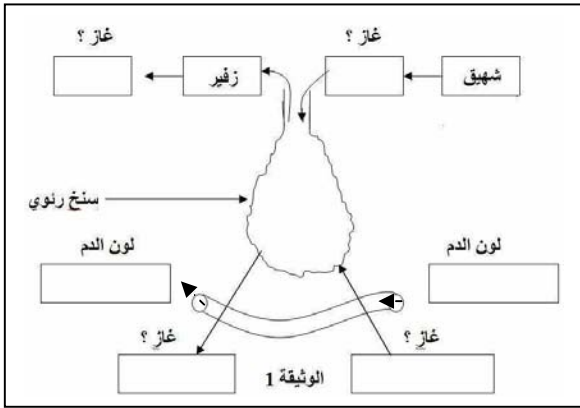 غاز ؟ غاز ؟
شهيق زفير
سنخ رئوي
لون الدم لون الدم
غاز ؟ غاز ؟
الوثيقة 1